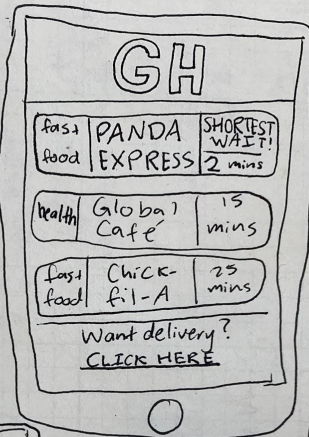 GH
fast
food
PANDA
EXPRESS
SHORTEST
WAIT!
2 mins
health
Global
Café
15
mins
fast
food
Chick-
fil-A
25
mins
Want delivery?
CLICK HERE